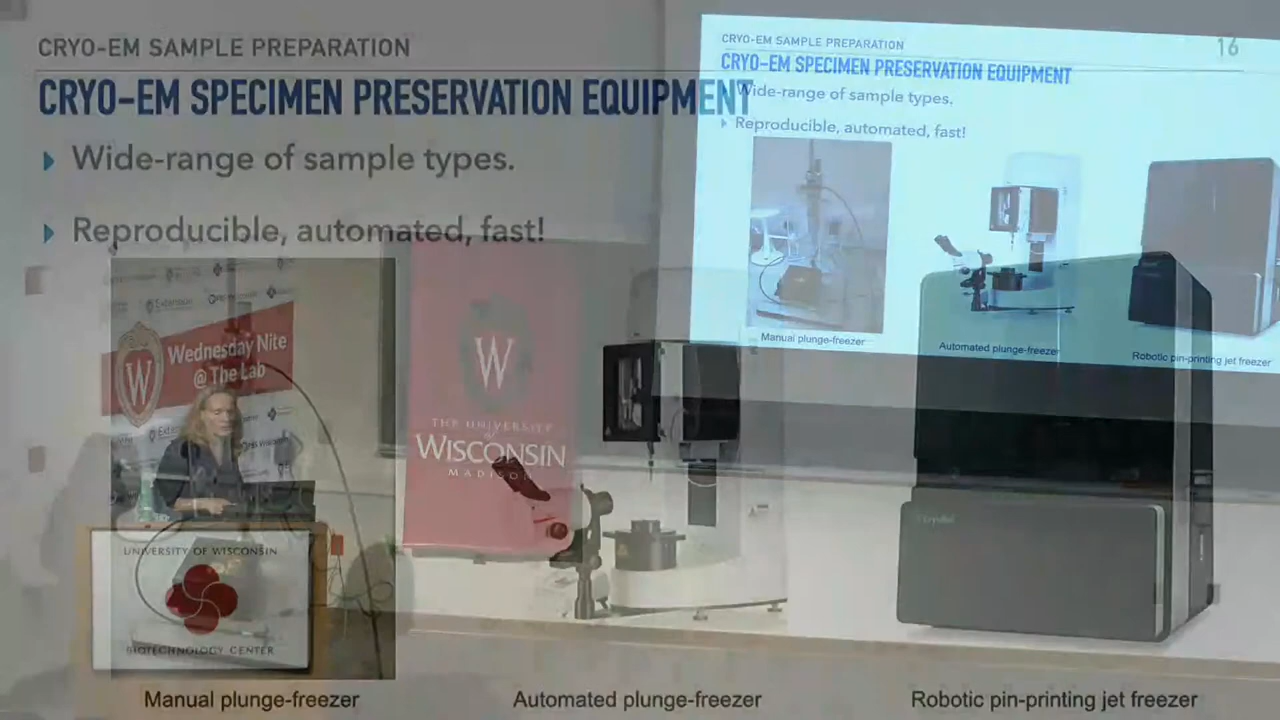 CRYO-EM SAMPLE PREPARATION
CRYO-EM SPECIMEN PRESERVATION EQUIPMENT
Wide-range of sample types.
Reproducible, automated, fast!
Manual plunge-freezer
Automated plunge-freezer
Robotic pin-printing jet freezer
CRYO-EM SAMPLE PREPARATION
16
CRYO-EM SPECIMEN PRESERVATION EQUIPMENT
Wide-range of sample types.
Reproducible, automated, fast!
Manual plunge-freezer
Automated plunge-freezer
Robotic pin-printing jet freezer
Extension
Wednesday Nite
@ The Lab
W
W
THE UNIVERSITY
of
WISCONSIN
MADISON
UNIVERSITY OF WISCONSIN
BIOTECHNOLOGY CENTER